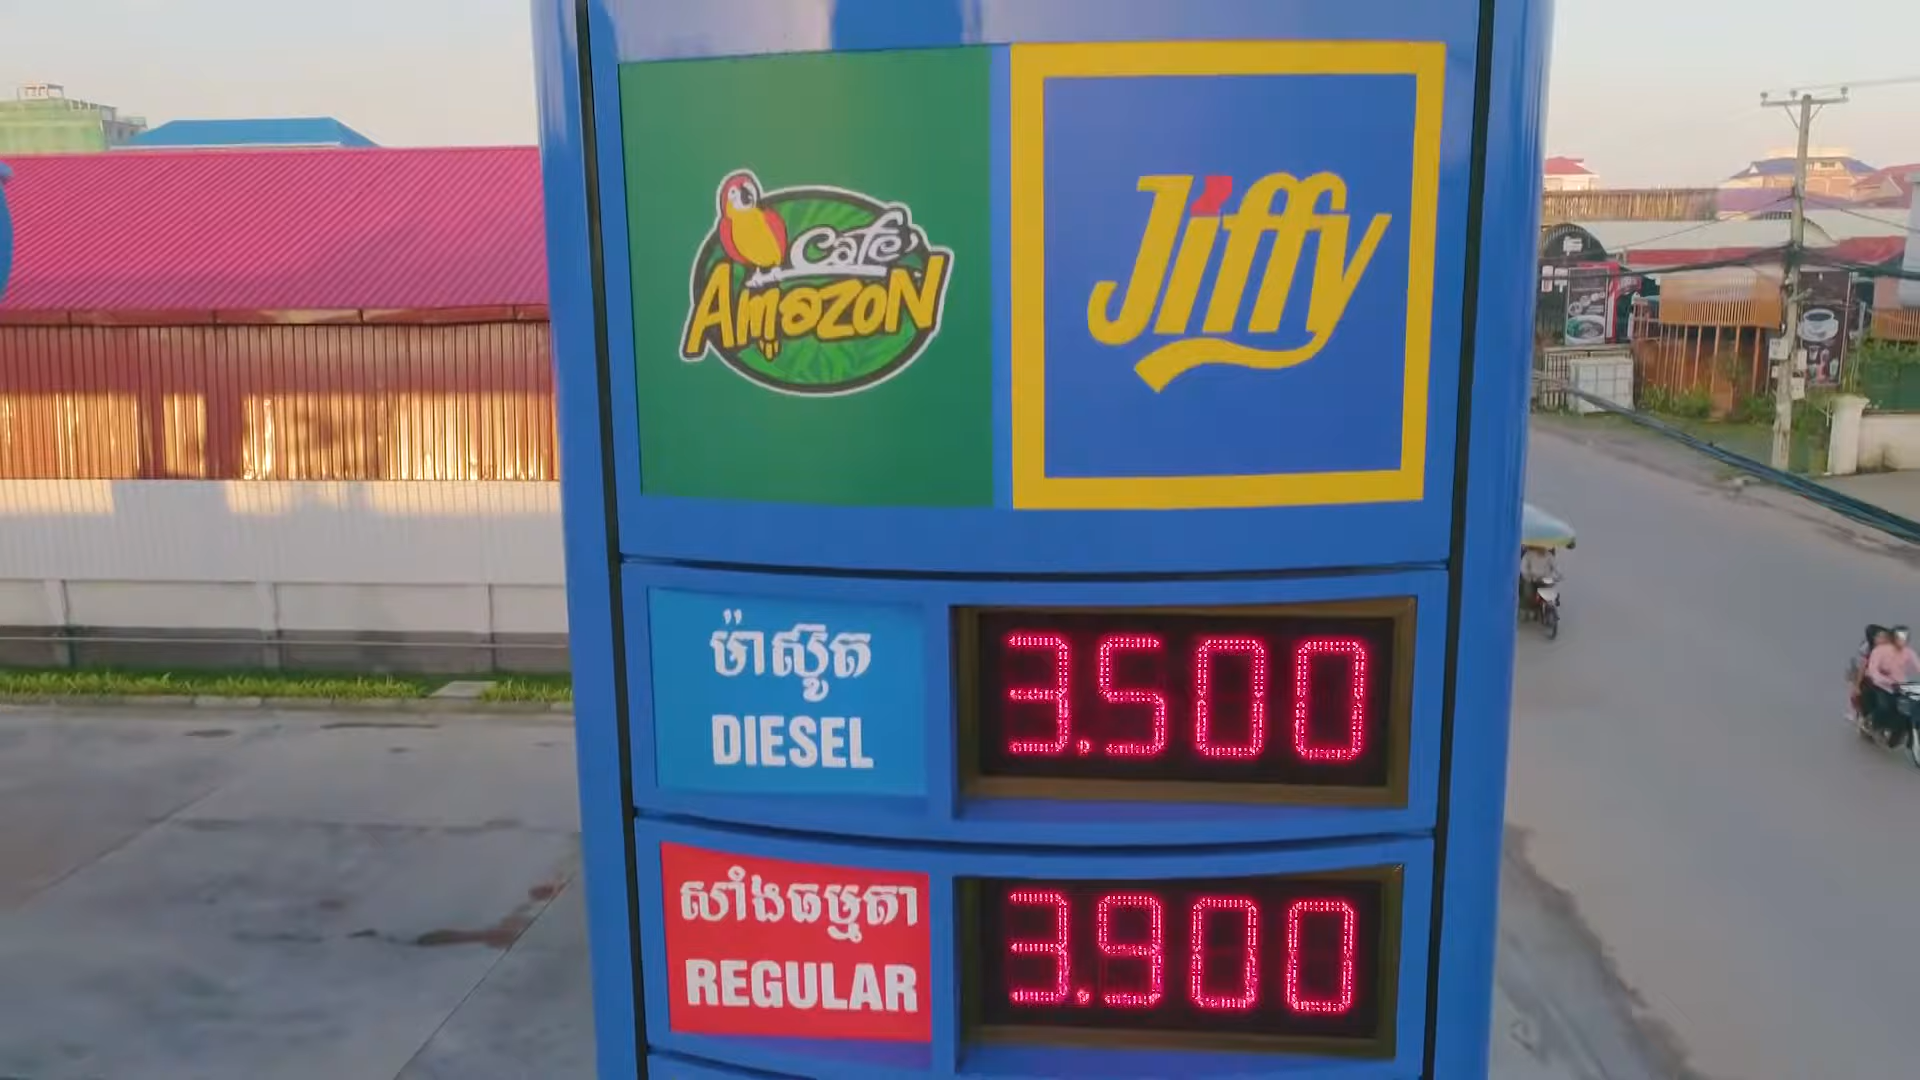 Café
Amazon
Jiffy
ម៉ាស៊ូត
DIESEL
3.500
សាំងធម្មតា
REGULAR
3.900